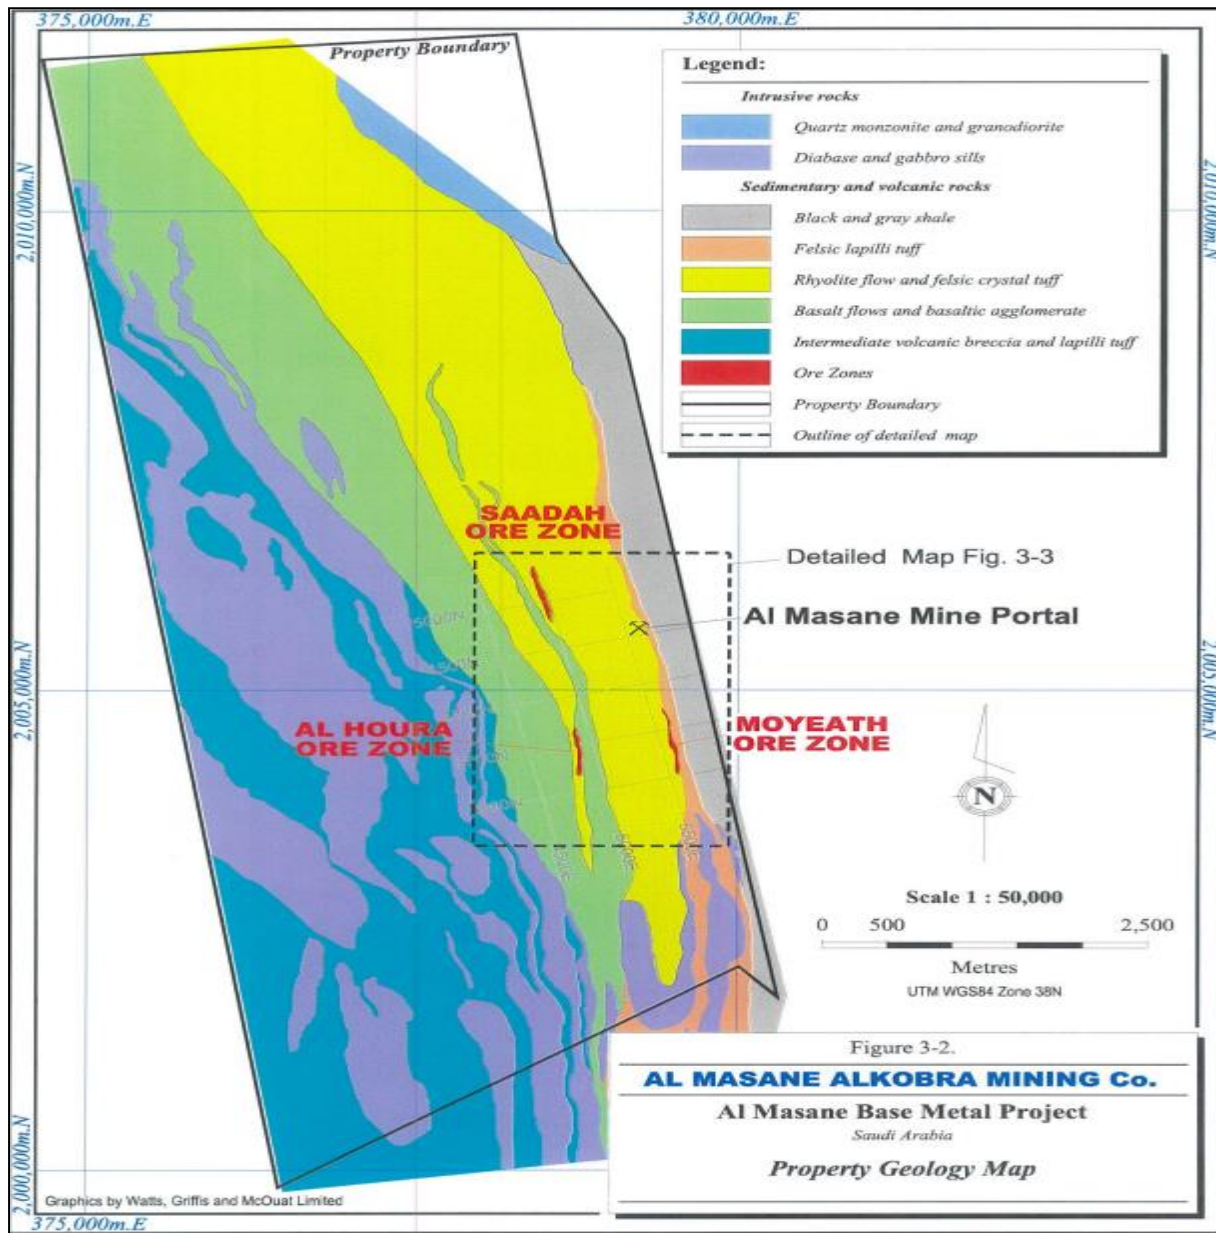 375,000m.E
380,000m.E
Property Boundary
Legend:
Intrusive rocks
Quartz monzonite and granodiorite
Diabase and gabbro sills
Sedimentary and volcanic rocks
Black and gray shale
Felsic lapilli tuff
Rhyolite flow and felsic crystal tuff
Basalt flows and basaltic agglomerate
Intermediate volcanic breccia and lapilli tuff
Ore Zones
Property Boundary
Outline of detailed map
2,010,000m.N
2,010,000m.N
SAADAH
ORE ZONE
Detailed Map Fig. 3-3
5000N
Al Masane Mine Portal
2,005,000m.N
2,005,000m.N
AL HOURA
ORE ZONE
MOYEATH
ORE ZONE
N
Scale 1 : 50,000
0 500 2,500
Metres
UTM WGS84 Zone 38N
Figure 3-2.
AL MASANE ALKOBRA MINING Co.
Al Masane Base Metal Project
Saudi Arabia
Property Geology Map
2,000,000m.N
Graphics by Watts, Griffis and McOuat Limited
375,000m.E